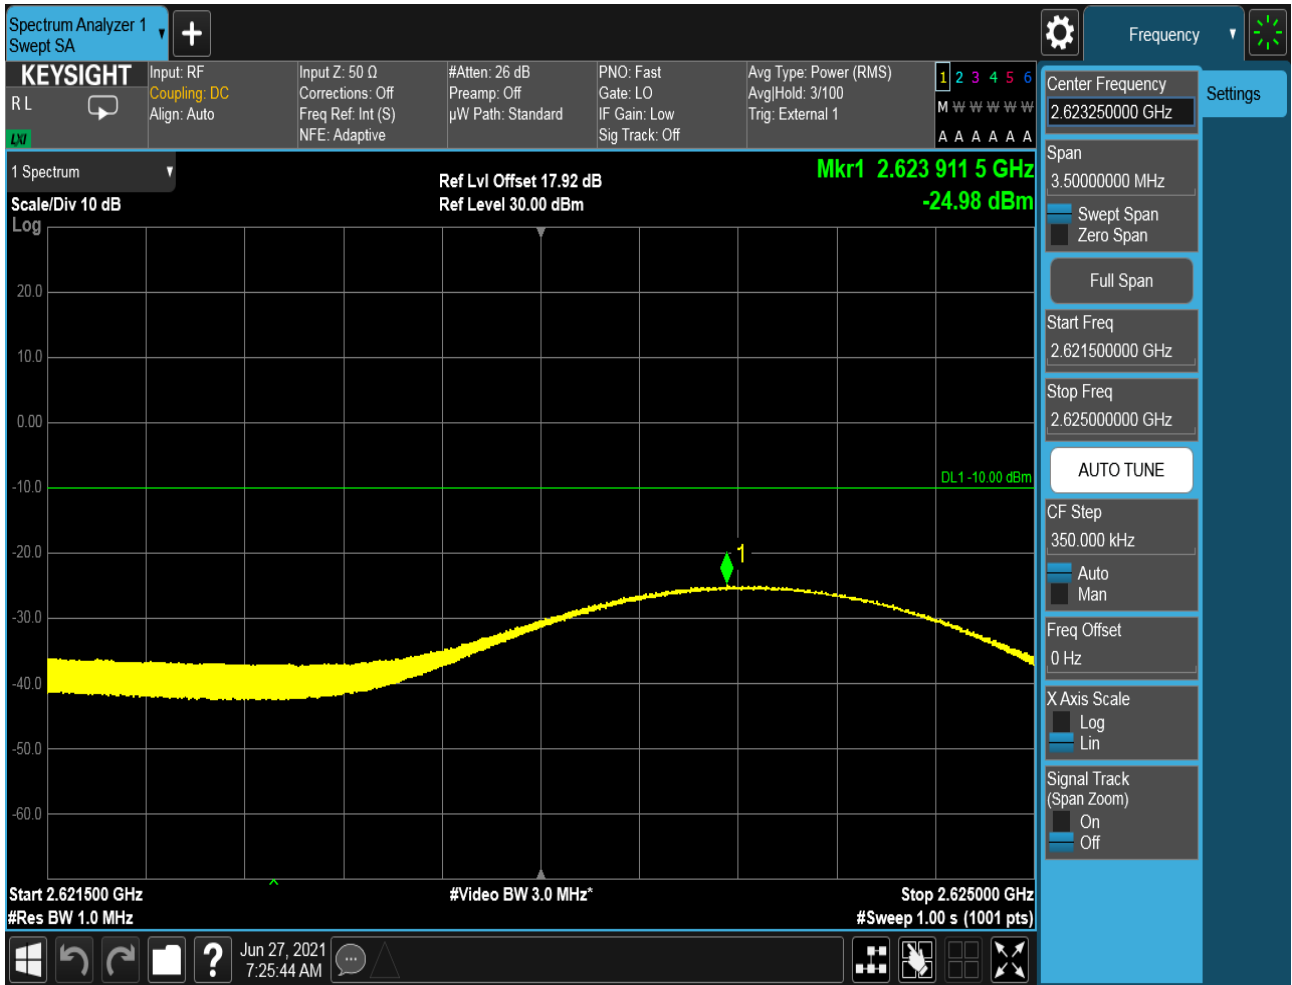 Spectrum Analyzer 1
Swept SA
Frequency
KEYSIGHT
R L
LXI
Input: RF
Coupling: DC
Align: Auto
Input Z: 50 Ω
Corrections: Off
Freq Ref: Int (S)
NFE: Adaptive
#Atten: 26 dB
Preamp: Off
µW Path: Standard
PNO: Fast
Gate: LO
IF Gain: Low
Sig Track: Off
Avg Type: Power (RMS)
Avg|Hold: 3/100
Trig: External 1
1 2 3 4 5 6
M W W W W W
A A A A A A
1 Spectrum
Scale/Div 10 dB
Log
Ref Lvl Offset 17.92 dB
Ref Level 30.00 dBm
Mkr1 2.623 911 5 GHz
-24.98 dBm
20.0
10.0
0.00
-10.0
-20.0
-30.0
-40.0
-50.0
-60.0
DL1 -10.00 dBm
1
Start 2.621500 GHz
#Res BW 1.0 MHz
#Video BW 3.0 MHz*
Stop 2.625000 GHz
#Sweep 1.00 s (1001 pts)
Center Frequency
2.623250000 GHz
Settings
Span
3.50000000 MHz
Swept Span
Zero Span
Full Span
Start Freq
2.621500000 GHz
Stop Freq
2.625000000 GHz
AUTO TUNE
CF Step
350.000 kHz
Auto
Man
Freq Offset
0 Hz
X Axis Scale
Log
Lin
Signal Track
(Span Zoom)
On
Off
?
Jun 27, 2021
7:25:44 AM